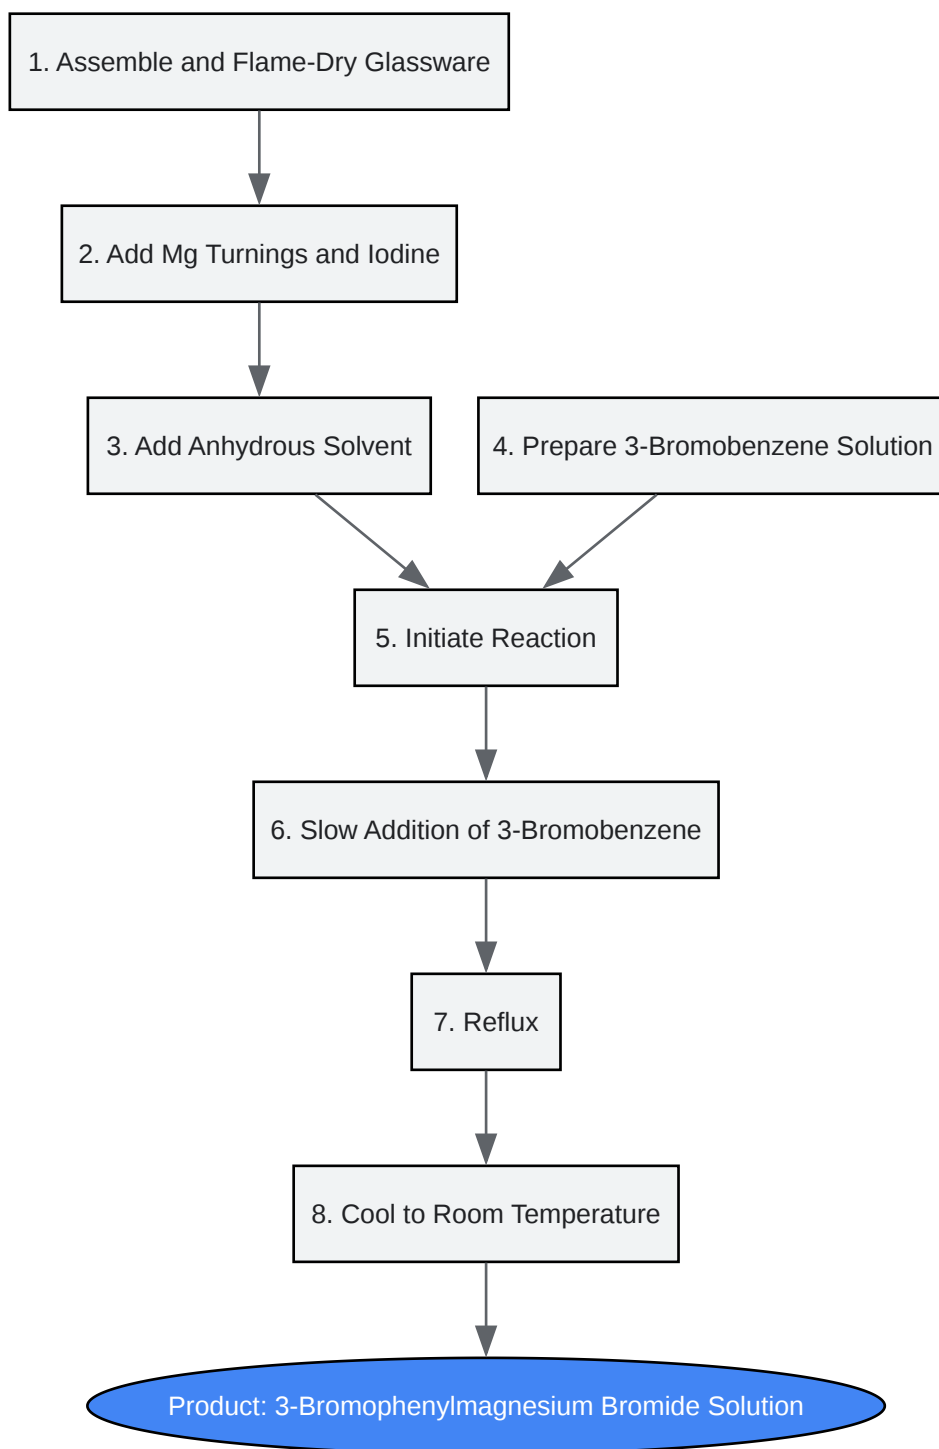 1. Assemble and Flame-Dry Glassware
2. Add Mg Turnings and Iodine
3. Add Anhydrous Solvent
4. Prepare 3-Bromobenzene Solution
5. Initiate Reaction
6. Slow Addition of 3-Bromobenzene
7. Reflux
8. Cool to Room Temperature
Product: 3-Bromophenylmagnesium Bromide Solution